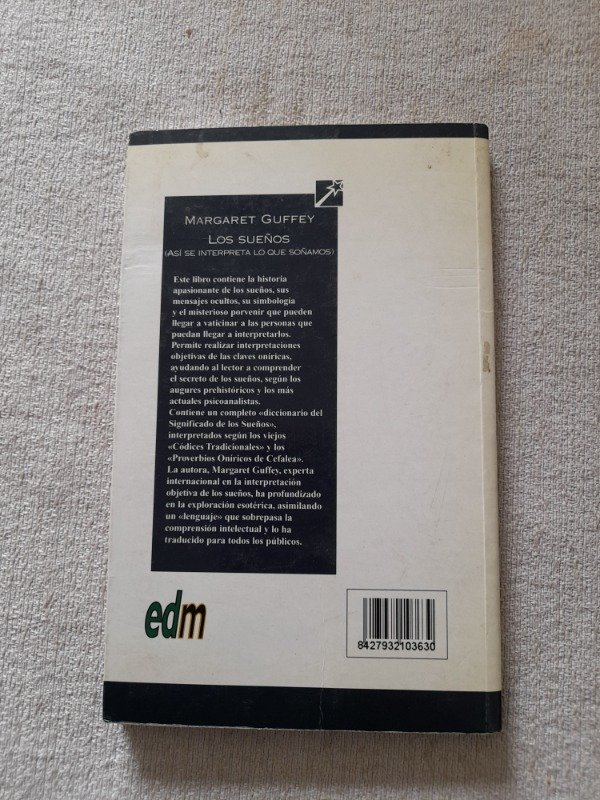 MARGARET GUFFEY
LOS SUEÑOS
(ASÍ SE INTERPRETA LO QUE SOÑAMOS)
Este libro contiene la historia
apasionante de los sueños, sus
mensajes ocultos, su simbología
y el misterioso porvenir que pueden
llegar a vaticinar a las personas que
puedan llegar a interpretarlos.
Permite realizar interpretaciones
objetivas de las claves oníricas,
ayudando al lector a comprender
el secreto de los sueños, según los
augures prehistóricos y los más
actuales psicoanalistas.
Contiene un completo «diccionario del
Significado de los Sueños»,
interpretados según los viejos
«Códices Tradicionales» y los
«Proverbios Oníricos de Cefalea».
La autora, Margaret Guffey, experta
internacional en la interpretación
objetiva de los sueños, ha profundizado
en la exploración esotérica, asimilando
un «lenguaje» que sobrepasa la
comprensión intelectual y lo ha
traducido para todos los públicos.
edm
8427932103630